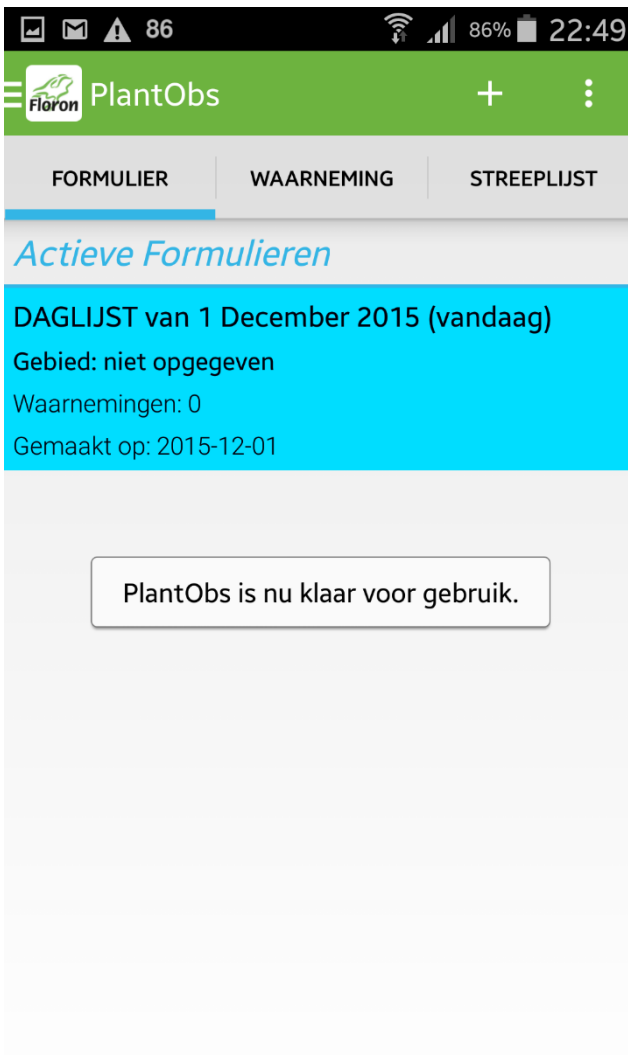 86 86% 22:49
Floron PlantObs
FORMULIER WAARNEMING STREEPLIJST
Actieve Formulieren
DAGLIJST van 1 December 2015 (vandaag)
Gebied: niet opgegeven
Waarnemingen: 0
Gemaakt op: 2015-12-01
PlantObs is nu klaar voor gebruik.